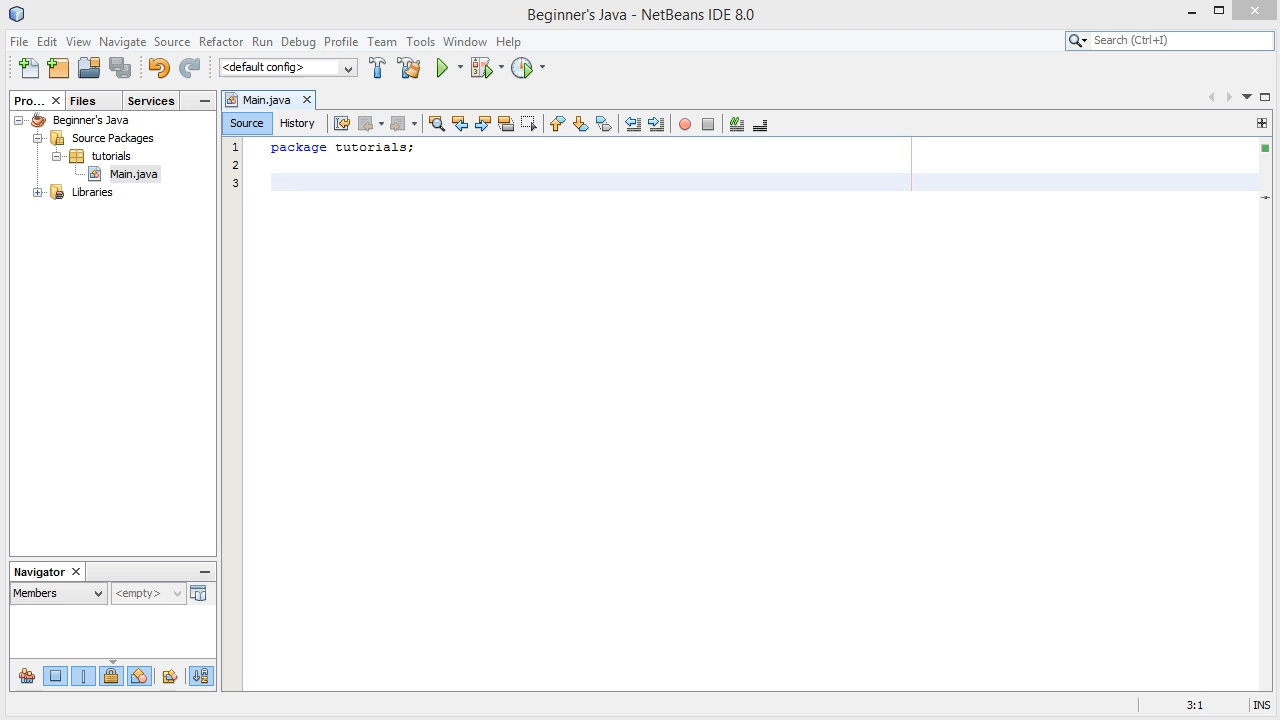 Beginner's Java - NetBeans IDE 8.0
File Edit View Navigate Source Refactor Run Debug Profile Team Tools Window Help
Search (Ctrl+I)
<default config>
Pro... Files Services
Main.java
Beginner's Java
Source Packages
tutorials
Main.java
Libraries
Source History
1 package tutorials;
2
3
Navigator
Members <empty>
3:1 INS